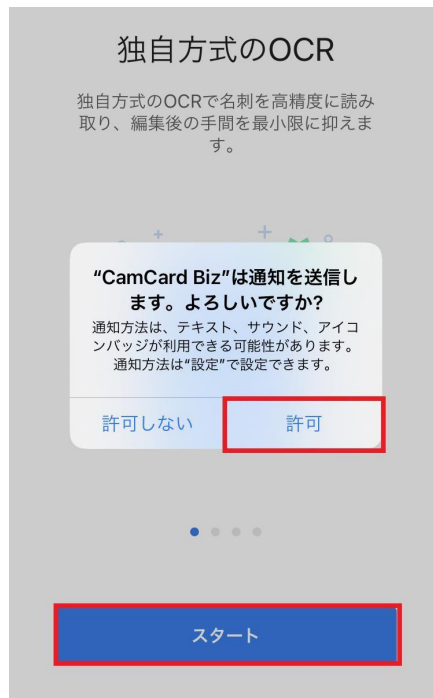 独自方式のOCR
独自方式のOCRで名刺を高精度に読み
取り、編集後の手間を最小限に抑えま
す。
“CamCard Biz”は通知を送信し
ます。よろしいですか?
通知方法は、テキスト、サウンド、アイコ
ンバッジが利用できる可能性があります。
通知方法は“設定”で設定できます。
許可しない
許可
スタート